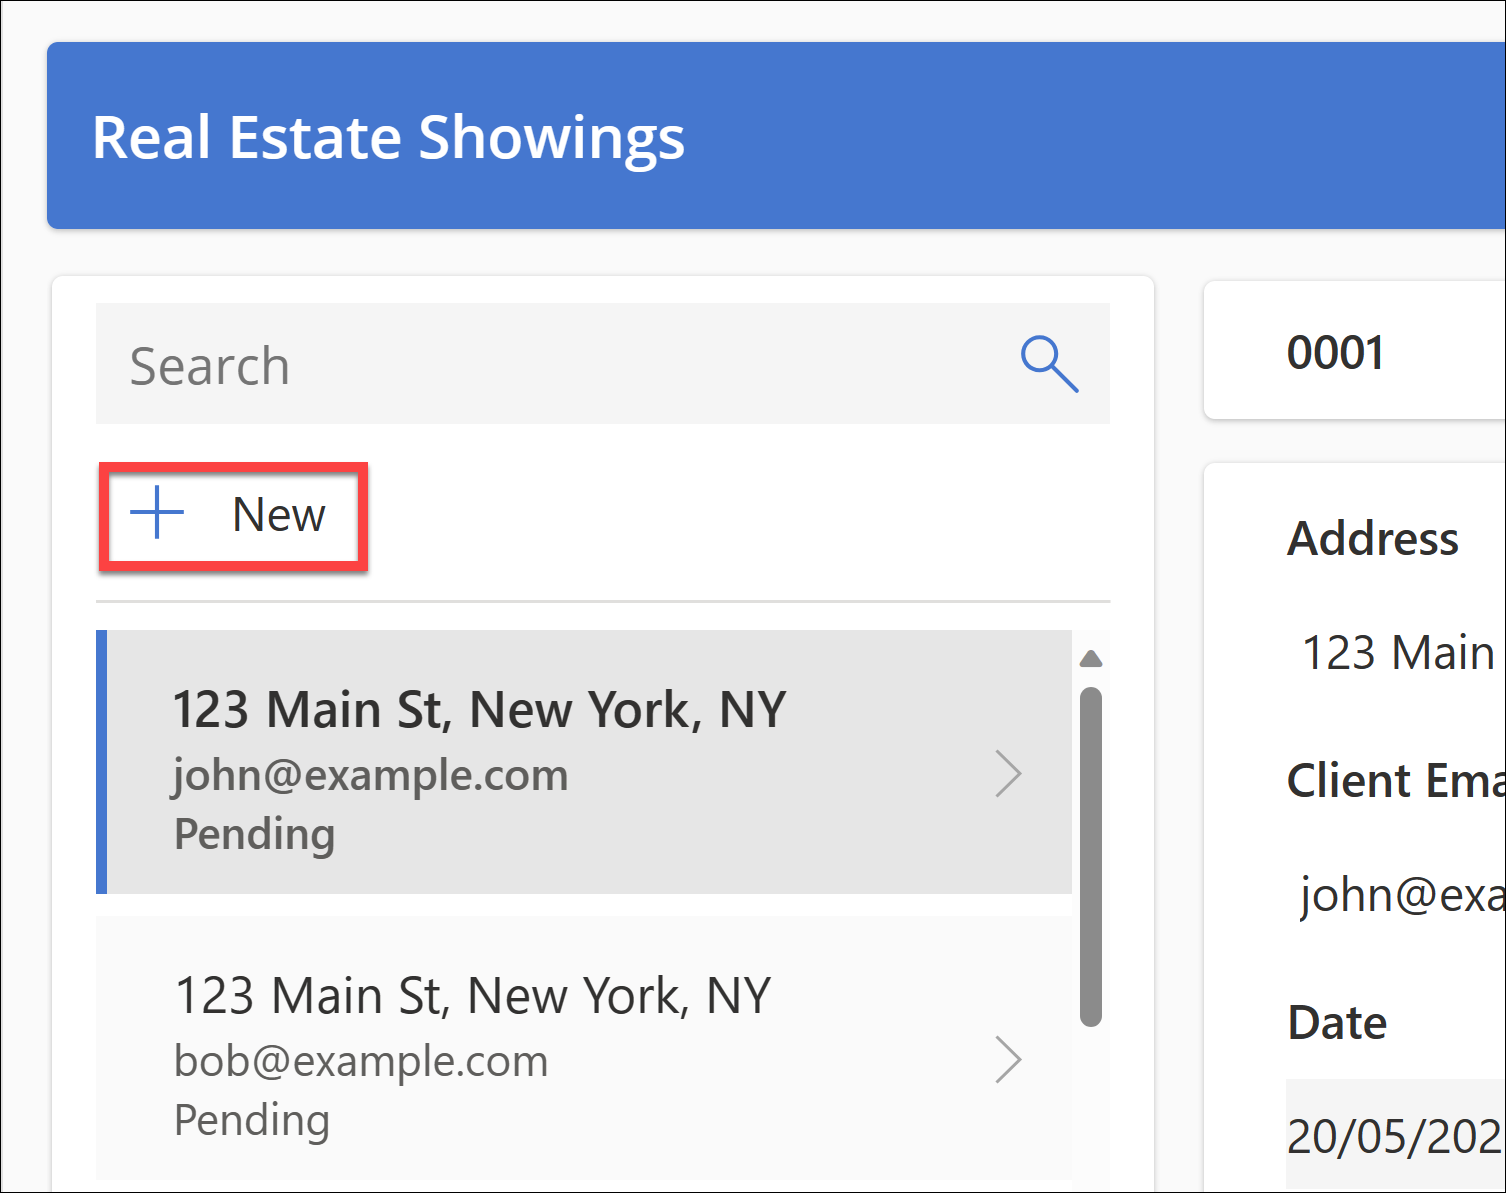 Real Estate Showings
Search
New
123 Main St, New York, NY
john@example.com
Pending
123 Main St, New York, NY
bob@example.com
Pending
0001
Address
123 Main
Client Ema
john@exa
Date
20/05/202